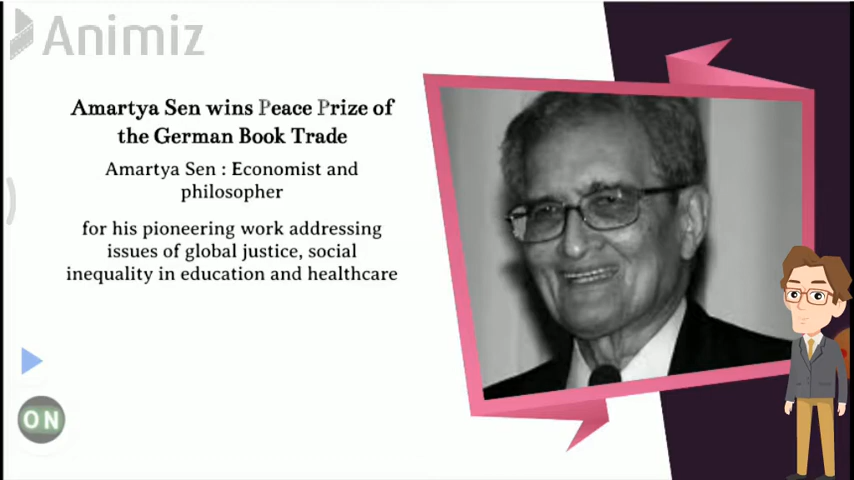 Animiz
Amartya Sen wins Peace Prize of
the German Book Trade
Amartya Sen : Economist and
philosopher
for his pioneering work addressing
issues of global justice, social
inequality in education and healthcare
ON